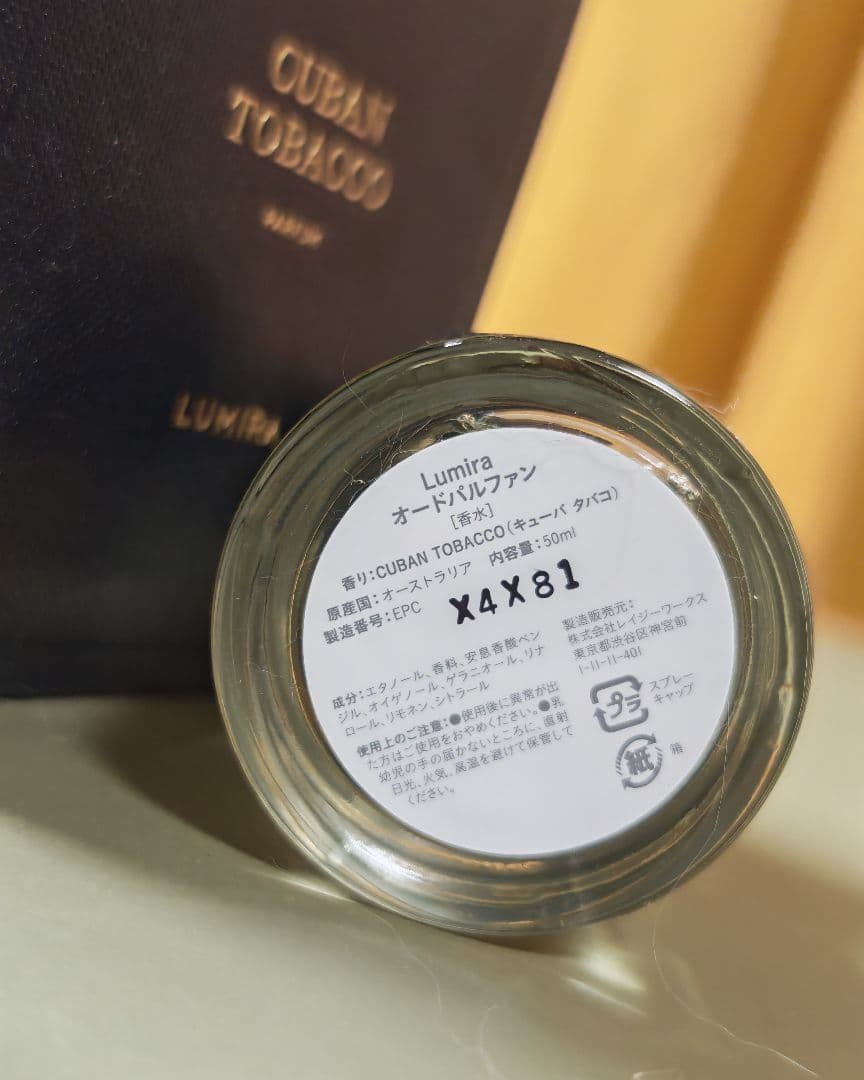 CUBAN
TOBACCO
PARFUM
LUMIRA
Lumira
オードパルファン
[香水]
香り:CUBAN TOBACCO(キューバ タバコ)
原産国:オーストラリア 内容量:50ml
製造番号:EPC X4X81
成分:エタノール、香料、安息香酸ベン
ジル、オイゲノール、ゲラニオール、リナ
ロール、リモネン、シトラール
使用上のご注意:●使用後に異常が出
た方はご使用をおやめください。●乳
幼児の手の届かないところに、直射
日光、火気、高温を避けて保管して
ください。
製造販売元:
株式会社レイジーワークス
東京都渋谷区神宮前
1-11-11-401
プラ
スプレー
キャップ
紙
箱